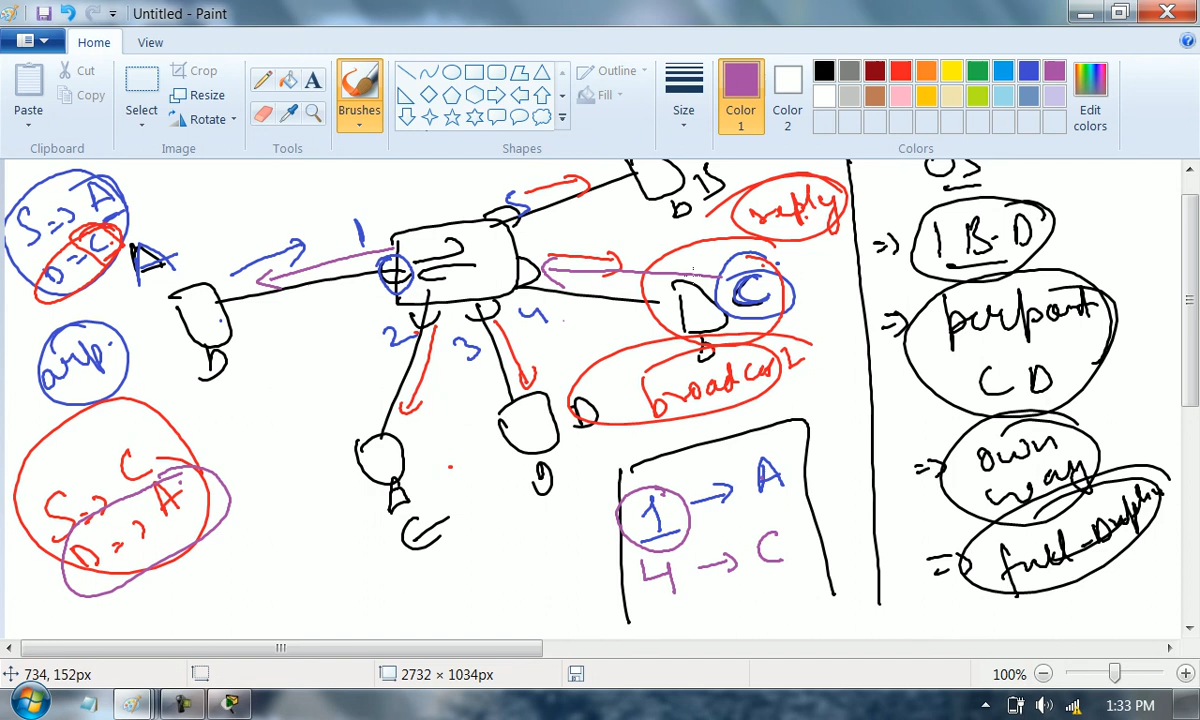 Untitled - Paint
Home
View
Paste
Cut
Copy
Clipboard
Select
Crop
Resize
Rotate
Image
Tools
Brushes
Shapes
Outline
Fill
Size
Color
1
Color
2
Edit
colors
Colors
S => A
D => C
A
arp.
S => C
D => A
D
1
2
3
4
5
D
B
D
D
D
C
D
reply
broadcast
1 → A
4 → C
=> 1 B-D
=> perport
CD
=> own
way
=> full-Duplex
734, 152px
2732 × 1034px
100%
1:33 PM